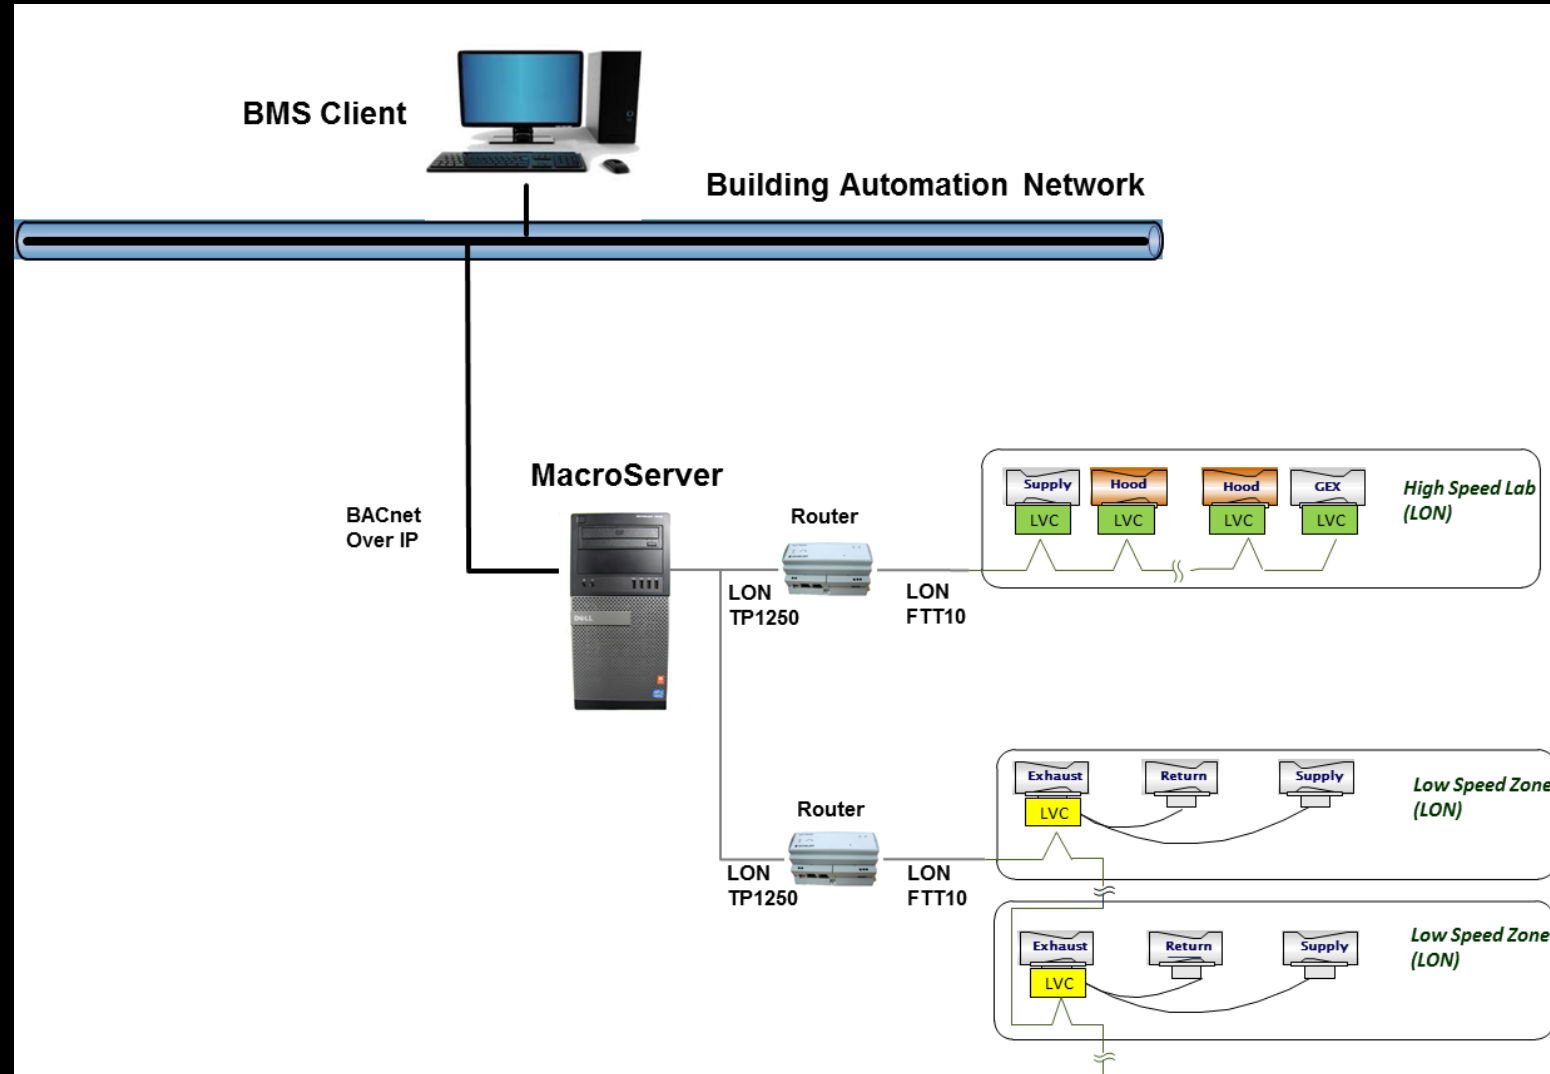 BMS Client
Building Automation Network
MacroServer
BACnet
Over IP
Router
LON
TP1250
LON
FTT10
Supply
Hood
Hood
GEX
LVC
LVC
LVC
LVC
High Speed Lab
(LON)
DELL
Router
LON
TP1250
LON
FTT10
Exhaust
Return
Supply
LVC
Low Speed Zone
(LON)
Exhaust
Return
Supply
LVC
Low Speed Zone
(LON)